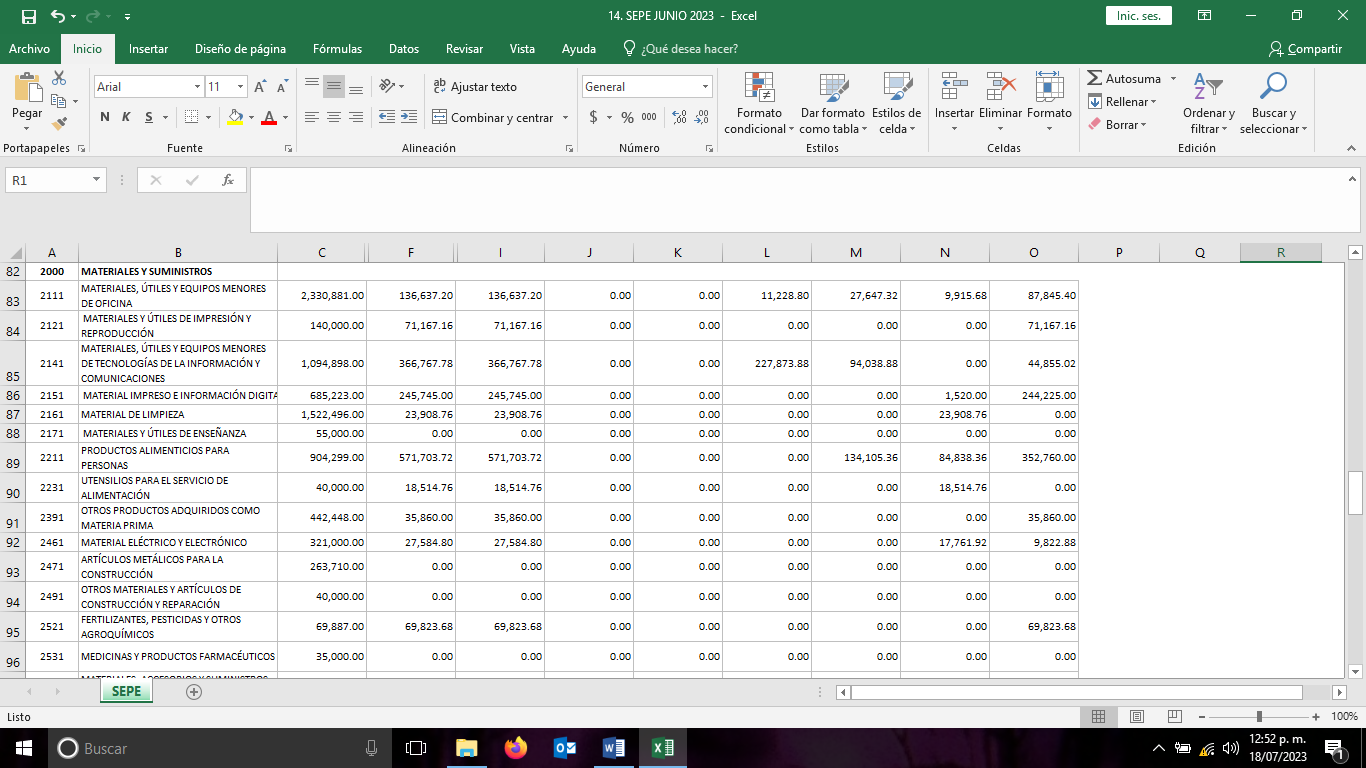 14. SEPE JUNIO 2023 - Excel
Inic. ses.
Archivo Inicio Insertar Diseño de página Fórmulas Datos Revisar Vista Ayuda ¿Qué desea hacer? Compartir
Pegar
Arial 11
N K S
Ajustar texto
Combinar y centrar
General
$ % 000
Formato condicional
Dar formato como tabla
Estilos de celda
Insertar Eliminar Formato
Autosuma
Rellenar
Borrar
Ordenar y filtrar
Buscar y seleccionar
Portapapeles Fuente Alineación Número Estilos Celdas Edición
R1
fx
A B C F I J K L M N O P Q R
82 2000 MATERIALES Y SUMINISTROS
83 2111 MATERIALES, ÚTILES Y EQUIPOS MENORES DE OFICINA 2,330,881.00 136,637.20 136,637.20 0.00 0.00 11,228.80 27,647.32 9,915.68 87,845.40
84 2121 MATERIALES Y ÚTILES DE IMPRESIÓN Y REPRODUCCIÓN 140,000.00 71,167.16 71,167.16 0.00 0.00 0.00 0.00 0.00 71,167.16
85 2141 MATERIALES, ÚTILES Y EQUIPOS MENORES DE TECNOLOGÍAS DE LA INFORMACIÓN Y COMUNICACIONES 1,094,898.00 366,767.78 366,767.78 0.00 0.00 227,873.88 94,038.88 0.00 44,855.02
86 2151 MATERIAL IMPRESO E INFORMACIÓN DIGITA 685,223.00 245,745.00 245,745.00 0.00 0.00 0.00 0.00 1,520.00 244,225.00
87 2161 MATERIAL DE LIMPIEZA 1,522,496.00 23,908.76 23,908.76 0.00 0.00 0.00 0.00 23,908.76 0.00
88 2171 MATERIALES Y ÚTILES DE ENSEÑANZA 55,000.00 0.00 0.00 0.00 0.00 0.00 0.00 0.00 0.00
89 2211 PRODUCTOS ALIMENTICIOS PARA PERSONAS 904,299.00 571,703.72 571,703.72 0.00 0.00 0.00 134,105.36 84,838.36 352,760.00
90 2231 UTENSILIOS PARA EL SERVICIO DE ALIMENTACIÓN 40,000.00 18,514.76 18,514.76 0.00 0.00 0.00 0.00 18,514.76 0.00
91 2391 OTROS PRODUCTOS ADQUIRIDOS COMO MATERIA PRIMA 442,448.00 35,860.00 35,860.00 0.00 0.00 0.00 0.00 0.00 35,860.00
92 2461 MATERIAL ELÉCTRICO Y ELECTRÓNICO 321,000.00 27,584.80 27,584.80 0.00 0.00 0.00 0.00 17,761.92 9,822.88
93 2471 ARTÍCULOS METÁLICOS PARA LA CONSTRUCCIÓN 263,710.00 0.00 0.00 0.00 0.00 0.00 0.00 0.00 0.00
94 2491 OTROS MATERIALES Y ARTÍCULOS DE CONSTRUCCIÓN Y REPARACIÓN 40,000.00 0.00 0.00 0.00 0.00 0.00 0.00 0.00 0.00
95 2521 FERTILIZANTES, PESTICIDAS Y OTROS AGROQUÍMICOS 69,887.00 69,823.68 69,823.68 0.00 0.00 0.00 0.00 0.00 69,823.68
96 2531 MEDICINAS Y PRODUCTOS FARMACÉUTICOS 35,000.00 0.00 0.00 0.00 0.00 0.00 0.00 0.00 0.00
SEPE
Listo
100%
Buscar
12:52 p. m.
18/07/2023
1